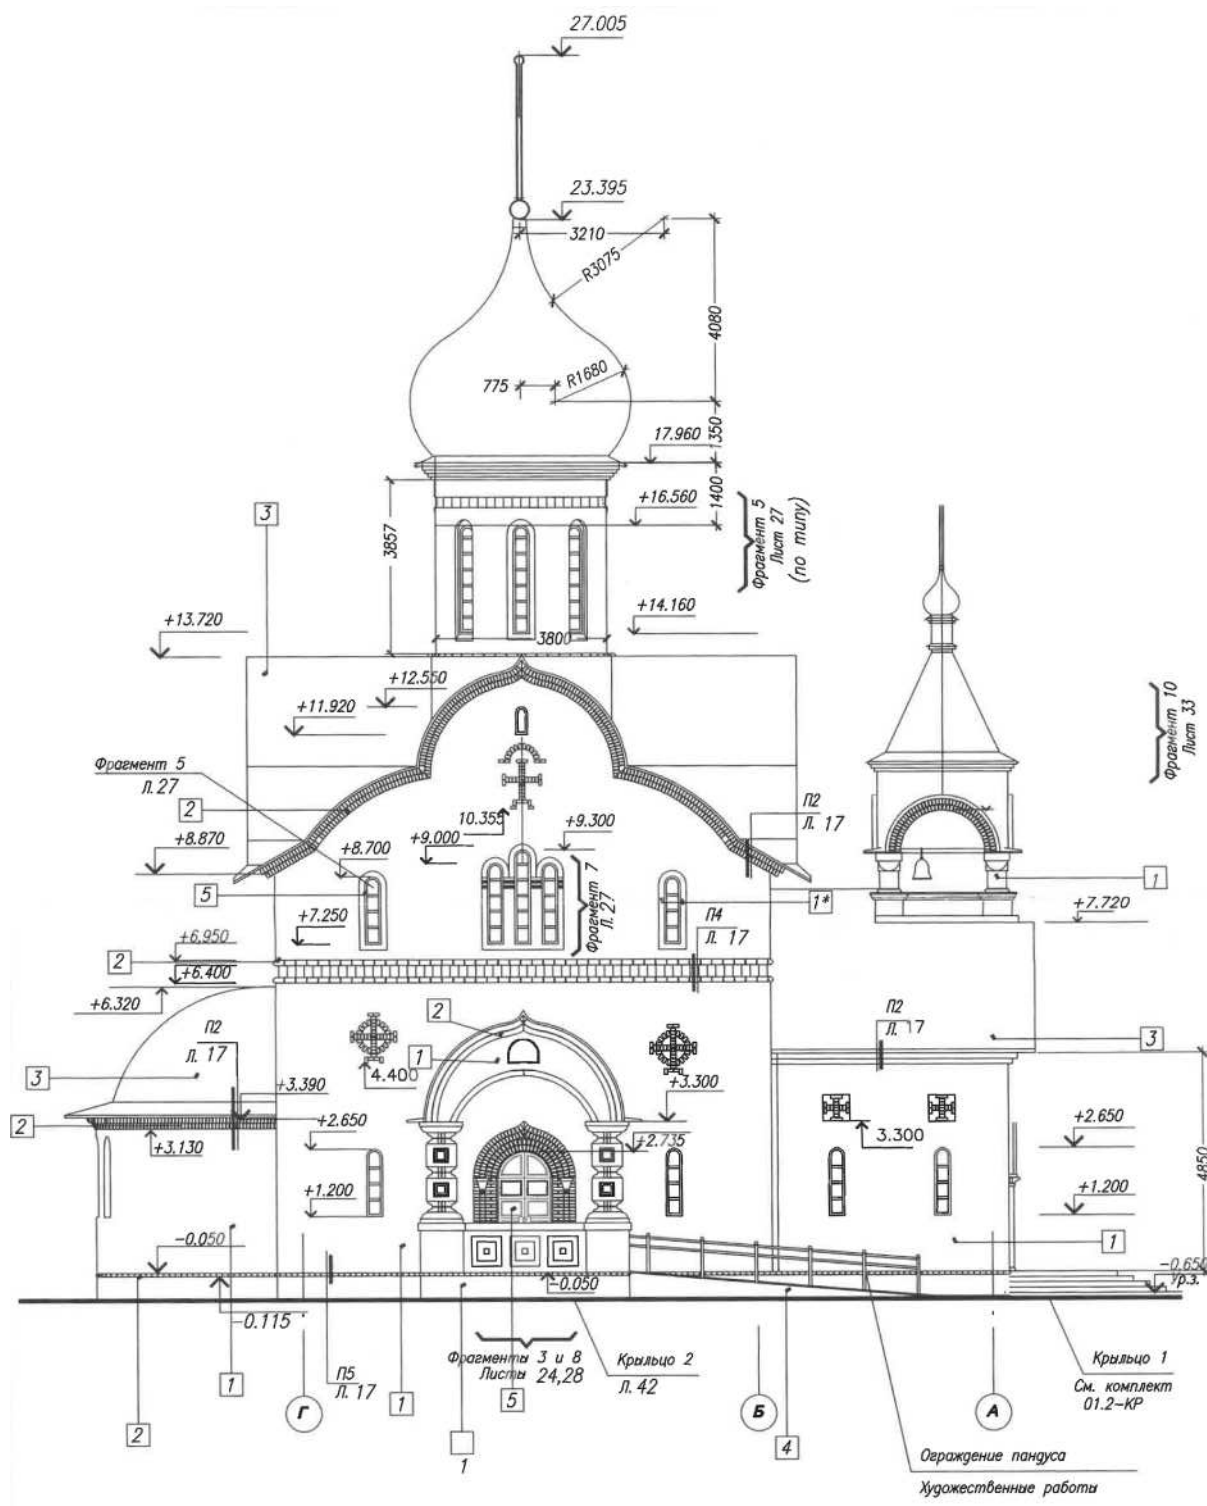 27.005
23.395
3210
R3075
4080
775
R1680
1350
17.960
1400
+16.560
3857
3
Фрагмент 5
Лист 27
(по типу)
+14.160
3800
+13.720
+12.550
+11.920
Фрагмент 10
Лист 33
Фрагмент 5
Л.27
2
П2
Л. 17
10.355
+9.300
+9.000
+8.870
+8.700
5
Фрагмент 7
Л.27
1*
1
+7.720
+7.250
П4
Л. 17
+6,950
2
+6.400
+6.320
2
П2
Л. 17
П2
Л.
7
1
3
3
4.400
+3.390
+3.300
4850
2
+2.650
+2.735
3.300
+2.650
+3.130
+1.200
+1.200
1
-0.050
-0.050
-0.650
Ур.з.
-0.115
Фрагменты 3 и 8
Листы 24,28
Крыльцо 2
Л. 42
Крыльцо 1
См. комплект
01.2-КР
П5
Л. 17
1
1
5
Г
Б
А
2
1
4
Ограждение пандуса
Художественные работы